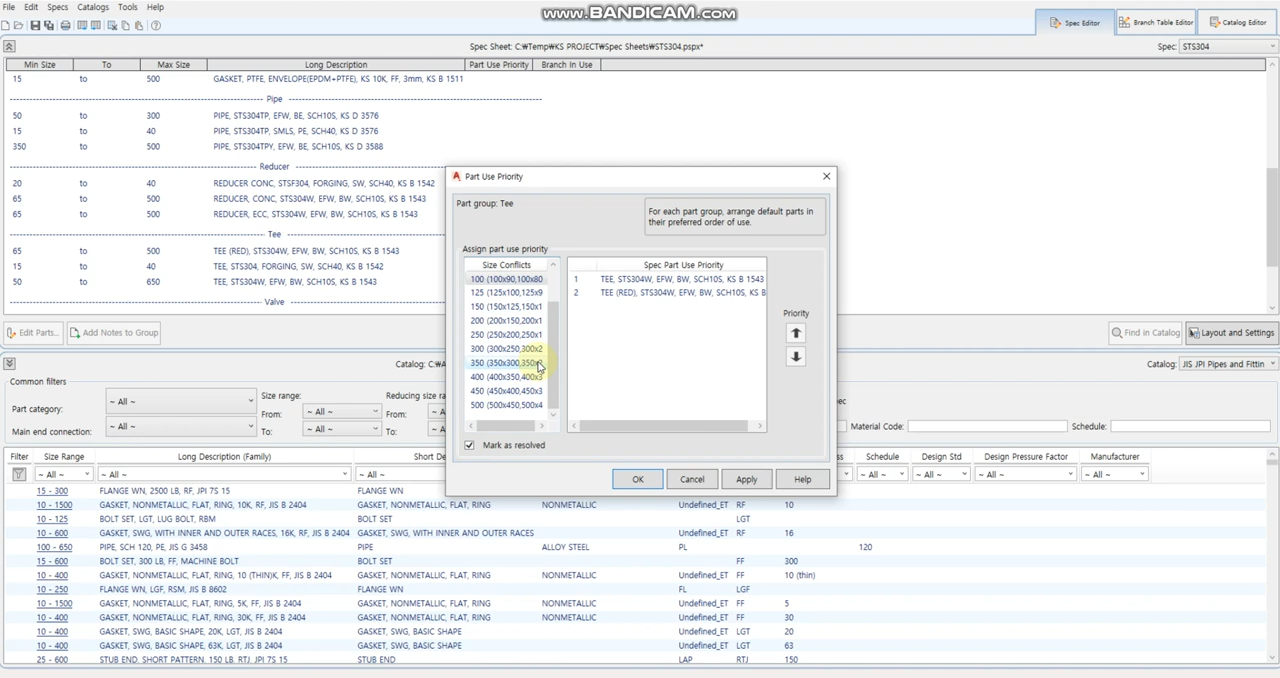 www.BANDICAM.com
File Edit Specs Catalogs Tools Help
Spec Editor Branch Table Editor Catalog Editor
Spec Sheet: C:₩Temp₩KS PROJECT₩Spec Sheets₩STS304.pspx* Spec: STS304
Min Size To Max Size Long Description Part Use Priority Branch In Use
15 to 500 GASKET, PTFE, ENVELOPE(EPDM+PTFE), KS 10K, FF, 3mm, KS B 1511
Pipe
50 to 300 PIPE, STS304TP, EFW, BE, SCH10S, KS D 3576
15 to 40 PIPE, STS304TP, SMLS, PE, SCH40, KS D 3576
350 to 500 PIPE, STS304TPY, EFW, BE, SCH10S, KS D 3588
Reducer
20 to 40 REDUCER CONC, STSF304, FORGING, SW, SCH40, KS B 1542
65 to 500 REDUCER, CONC, STS304W, EFW, BW, SCH10S, KS B 1543
65 to 500 REDUCER, ECC, STS304W, EFW, BW, SCH10S, KS B 1543
Tee
65 to 500 TEE (RED), STS304W, EFW, BW, SCH10S, KS B 1543
15 to 40 TEE, STS304, FORGING, SW, SCH40, KS B 1542
50 to 650 TEE, STS304W, EFW, BW, SCH10S, KS B 1543
Valve
Edit Parts... Add Notes to Group Find in Catalog Layout and Settings
Part Use Priority
Part group: Tee
For each part group, arrange default parts in
their preferred order of use.
Assign part use priority
Size Conflicts Spec Part Use Priority
100 (100x90,100x80 1 TEE, STS304W, EFW, BW, SCH10S, KS B 1543
125 (125x100,125x9 2 TEE (RED), STS304W, EFW, BW, SCH10S, KS B
150 (150x125,150x1
200 (200x150,200x1
250 (250x200,250x1
300 (300x250,300x2
350 (350x300,350x
400 (400x350,400x3
450 (450x400,450x3
500 (500x450,500x4
Priority
Mark as resolved
OK Cancel Apply Help
Catalog: C:₩ Catalog: JIS JPI Pipes and Fittin
Common filters
Part category: ~ All ~
Main end connection: ~ All ~
Size range: Reducing size ra
From: ~ All ~ From: ~ A
To: ~ All ~ To: ~ A
Material Code: Schedule:
Filter Size Range Long Description (Family) Short De Schedule Design Std Design Pressure Factor Manufacturer
~ All ~ ~ All ~ ~ All ~ ~ All ~ ~ All ~ ~ All ~ ~ All ~
15 - 300 FLANGE WN, 2500 LB, RF, JPI 7S 15 FLANGE WN
10 - 1500 GASKET, NONMETALLIC, FLAT, RING, 10K, RF, JIS B 2404 GASKET, NONMETALLIC, FLAT, RING NONMETALLIC Undefined_ET RF 10
10 - 125 BOLT SET, LGT, LUG BOLT, RBM BOLT SET LGT
10 - 600 GASKET, SWG, WITH INNER AND OUTER RACES, 16K, RF, JIS B 2404 GASKET, SWG, WITH INNER AND OUTER RACES Undefined_ET RF 16
100 - 650 PIPE, SCH 120, PE, JIS G 3458 PIPE ALLOY STEEL PL 120
15 - 600 BOLT SET, 300 LB, FF, MACHINE BOLT BOLT SET FF 300
10 - 400 GASKET, NONMETALLIC, FLAT, RING, 10 (THIN)K, FF, JIS B 2404 GASKET, NONMETALLIC, FLAT, RING NONMETALLIC Undefined_ET FF 10 (thin)
10 - 250 FLANGE WN, LGF, RSM, JIS B 8602 FLANGE WN FL LGF
10 - 1500 GASKET, NONMETALLIC, FLAT, RING, 5K, FF, JIS B 2404 GASKET, NONMETALLIC, FLAT, RING NONMETALLIC Undefined_ET FF 5
10 - 400 GASKET, NONMETALLIC, FLAT, RING, 30K, FF, JIS B 2404 GASKET, NONMETALLIC, FLAT, RING NONMETALLIC Undefined_ET FF 30
10 - 400 GASKET, SWG, BASIC SHAPE, 20K, LGT, JIS B 2404 GASKET, SWG, BASIC SHAPE Undefined_ET LGT 20
10 - 400 GASKET, SWG, BASIC SHAPE, 63K, LGT, JIS B 2404 GASKET, SWG, BASIC SHAPE Undefined_ET LGT 63
25 - 600 STUB END, SHORT PATTERN, 150 LB, RTJ, JPI 7S 15 STUB END LAP RTJ 150